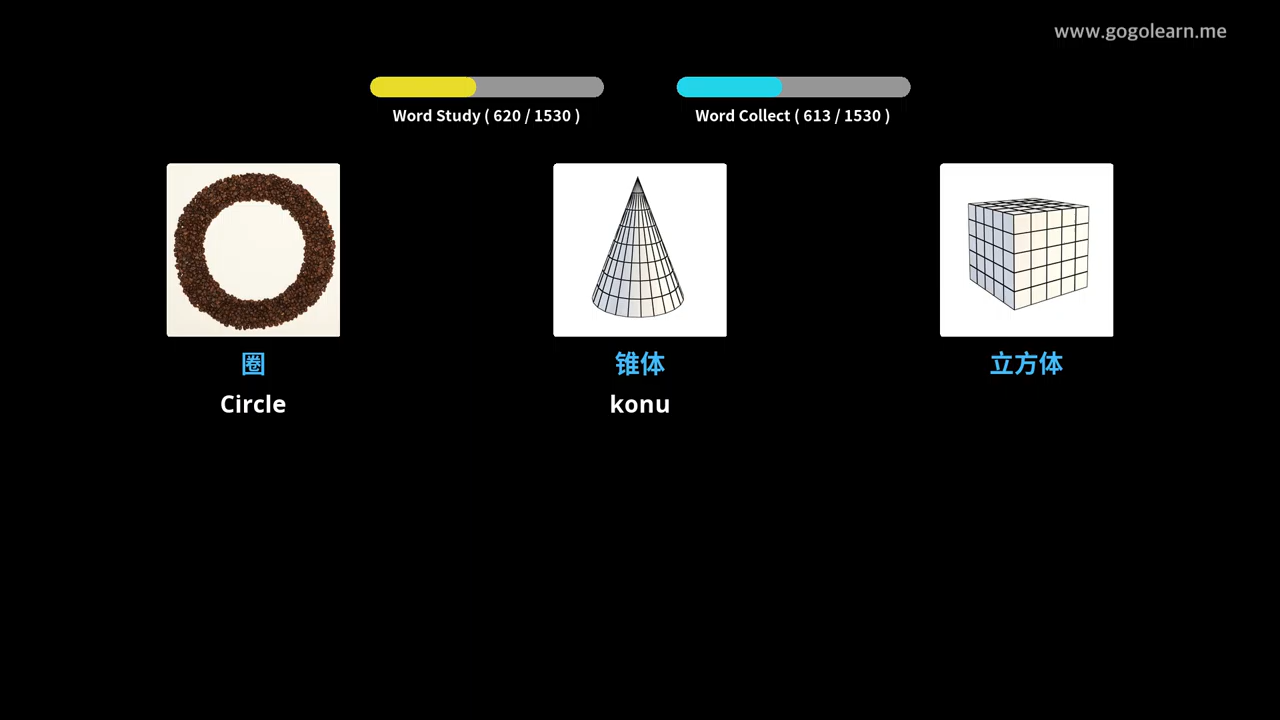 www.gogolearn.me
Word Study ( 620 / 1530 )
Word Collect ( 613 / 1530 )
圈
锥体
立方体
Circle
konu